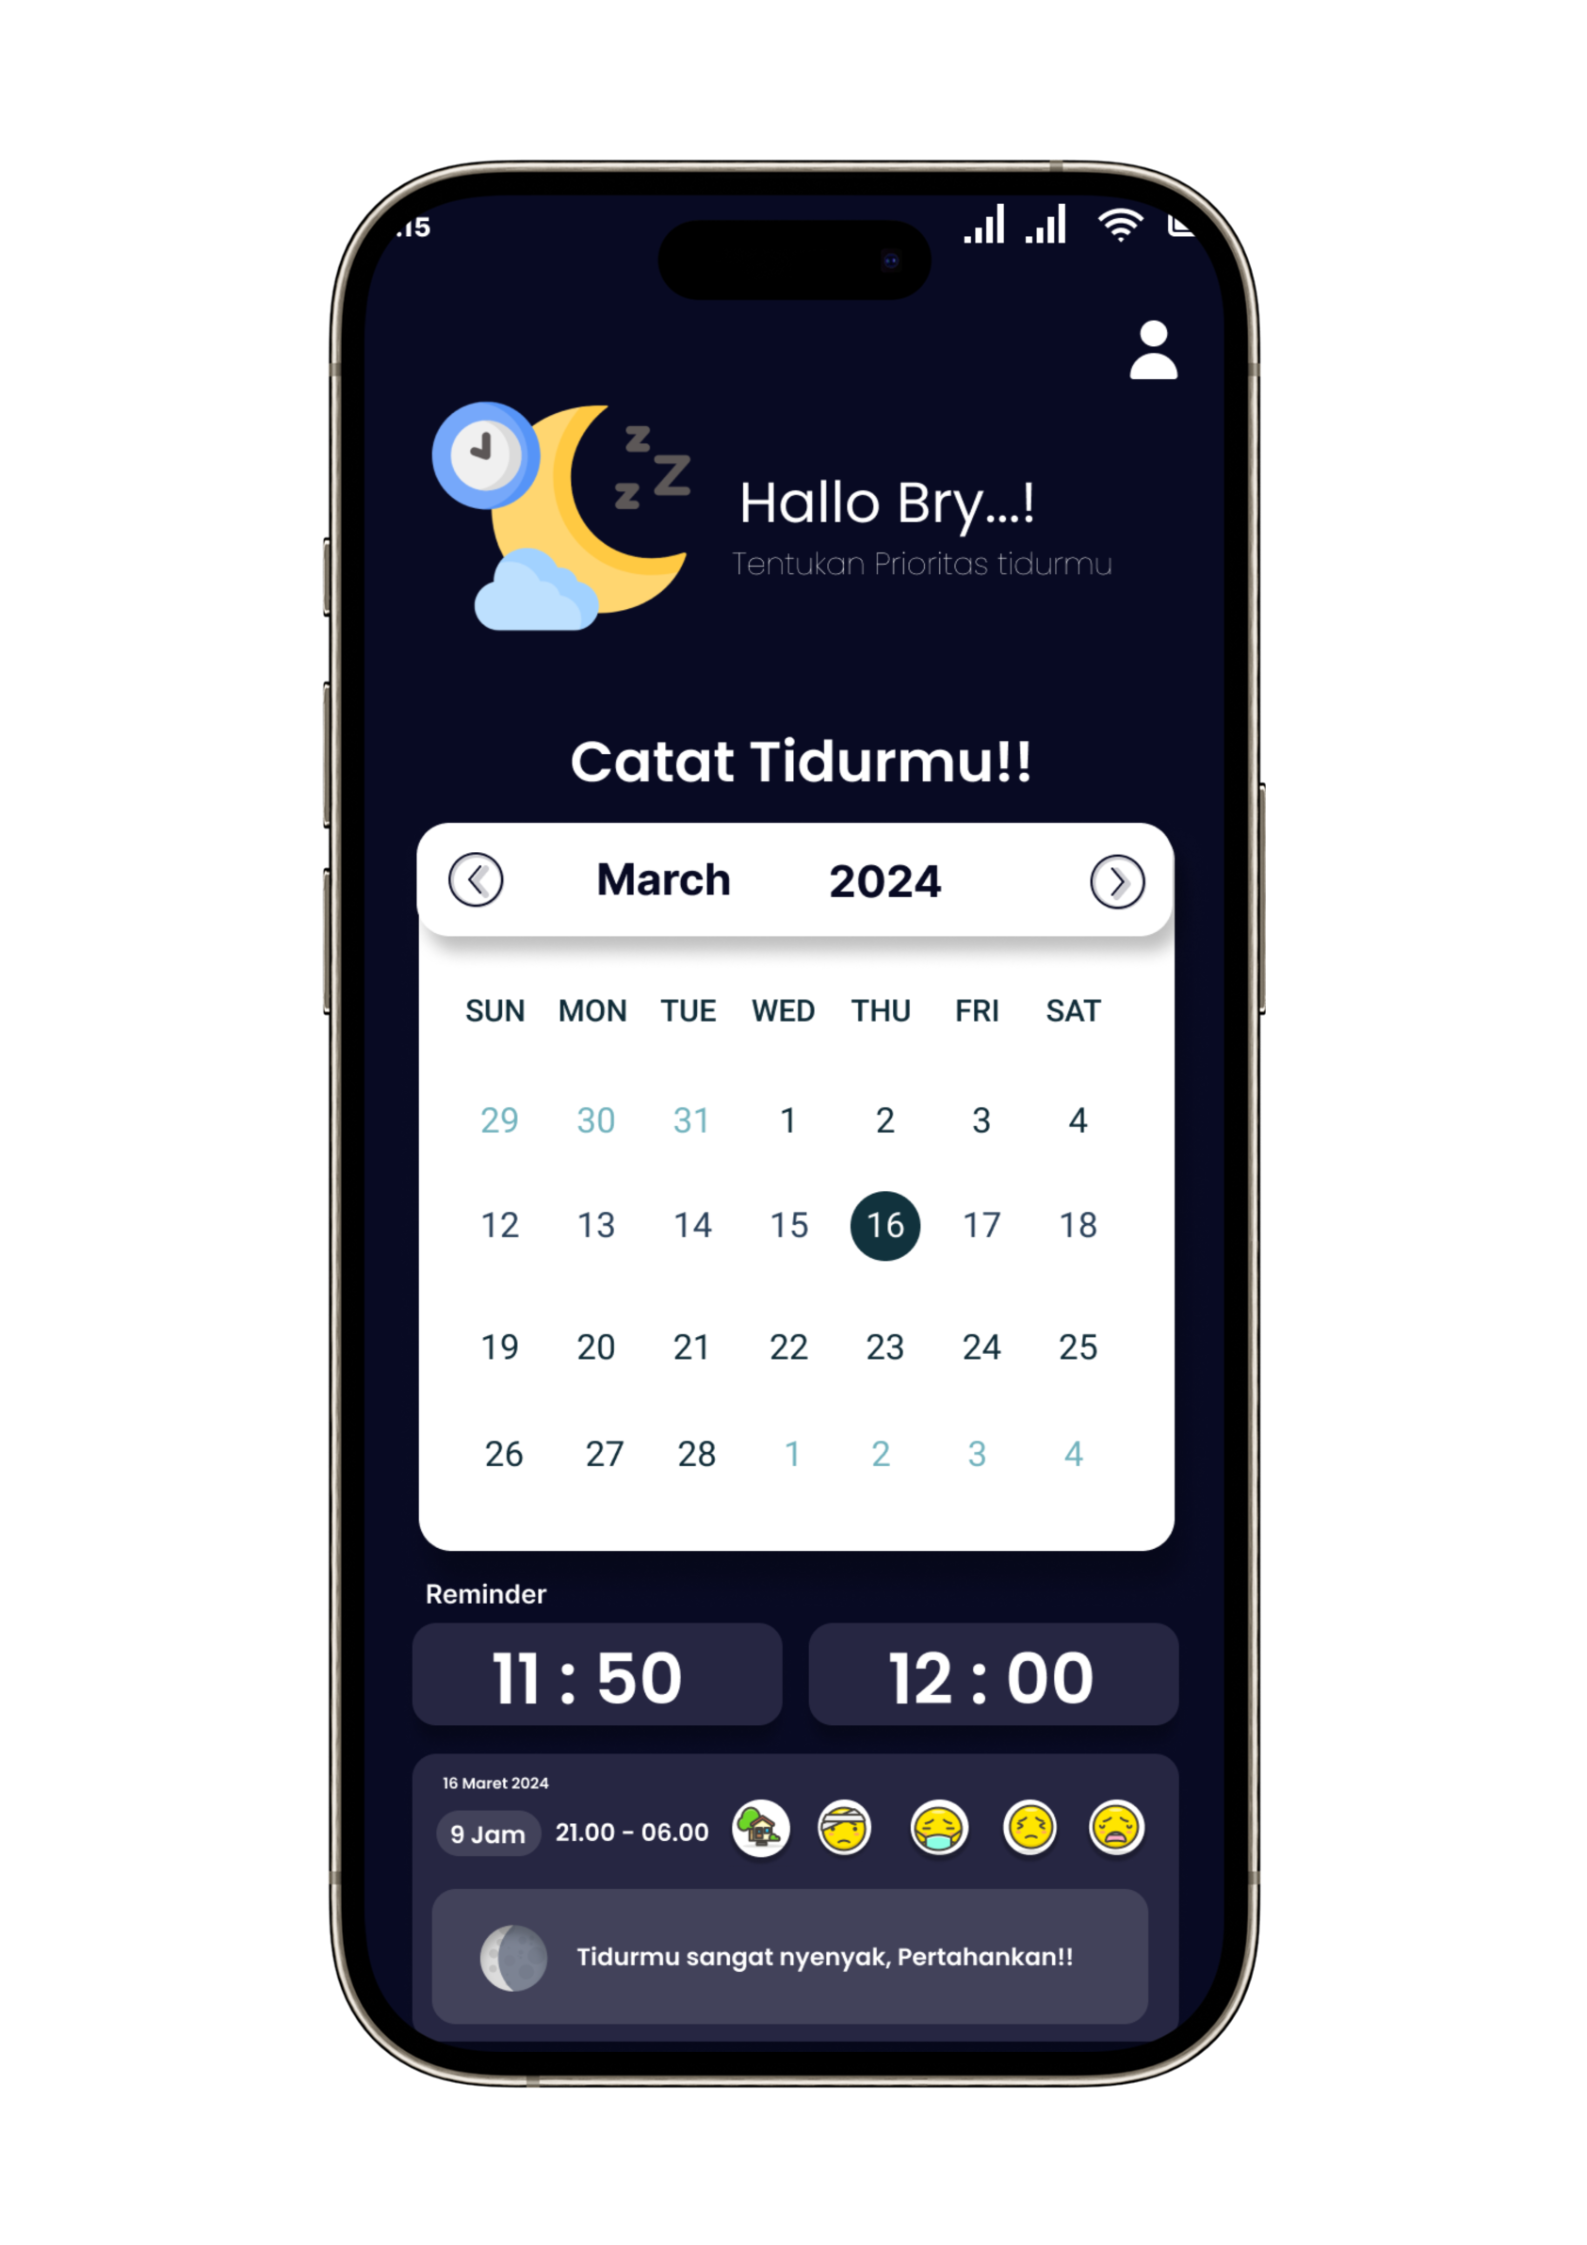 .15
z
Z
z
Hallo Bry...!
Tentukan Prioritas tidurmu
Catat Tidurmu!!
March 2024
SUN MON TUE WED THU FRI SAT
29 30 31 1 2 3 4
12 13 14 15 16 17 18
19 20 21 22 23 24 25
26 27 28 1 2 3 4
Reminder
11 : 50 12 : 00
16 Maret 2024
9 Jam 21.00 - 06.00
Tidurmu sangat nyenyak, Pertahankan!!